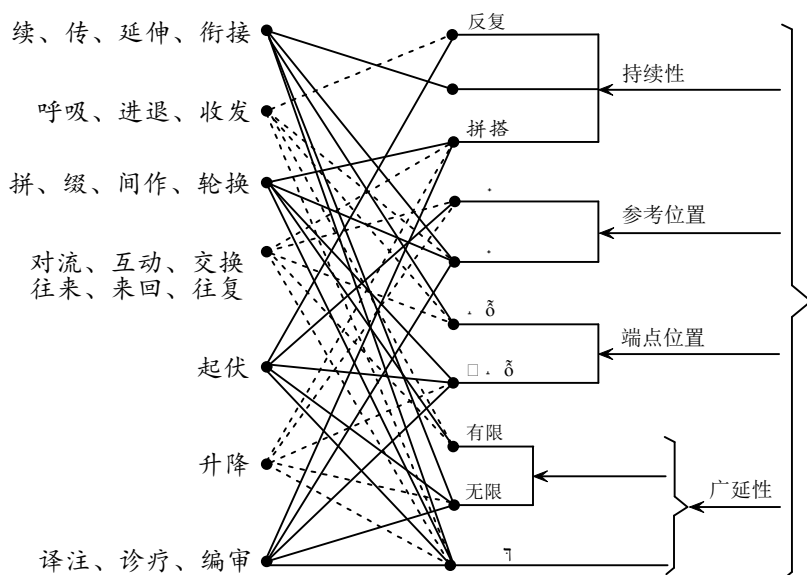 续、传、延伸、衔接
呼吸、进退、收发
拼、缀、间作、轮换
对流、互动、交换
往来、来回、往复
起伏
升降
译注、诊疗、编审
反复
拼搭
有限
无限
持续性
参考位置
端点位置
广延性